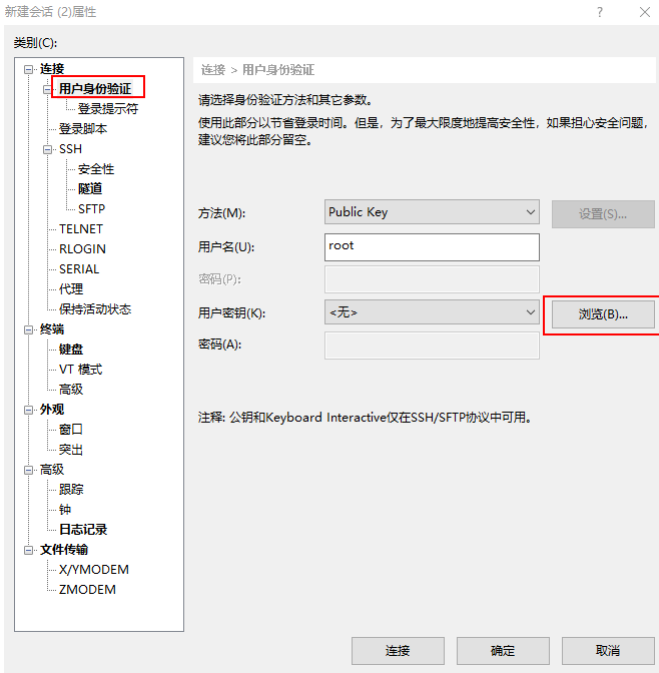 新建会话 (2)属性
?
类别(C):
连接
用户身份验证
登录提示符
登录脚本
SSH
安全性
隧道
SFTP
TELNET
RLOGIN
SERIAL
代理
保持活动状态
终端
键盘
VT 模式
高级
外观
窗口
突出
高级
跟踪
钟
日志记录
文件传输
X/YMODEM
ZMODEM
连接 > 用户身份验证
请选择身份验证方法和其它参数。
使用此部分以节省登录时间。但是，为了最大限度地提高安全性，如果担心安全问题，
建议您将此部分留空。
方法(M): Public Key 设置(S)...
用户名(U): root
密码(P):
用户密钥(K): <无> 浏览(B)...
密码(A):
注释: 公钥和Keyboard Interactive仅在SSH/SFTP协议中可用。
连接 确定 取消